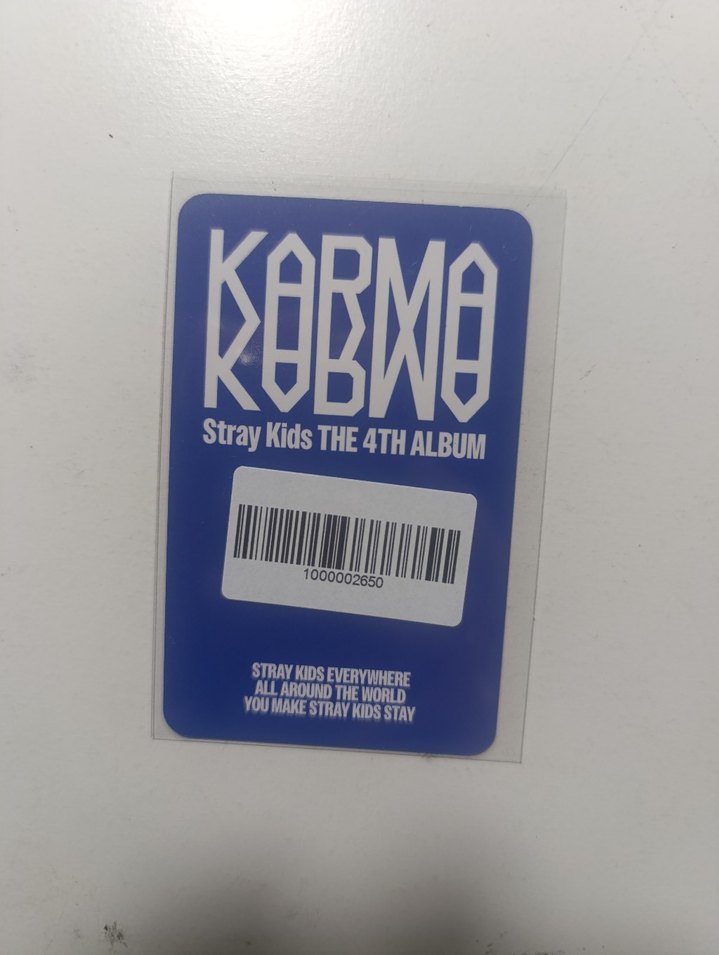 KARMA
Stray Kids THE 4TH ALBUM
1000002650
STRAY KIDS EVERYWHERE
ALL AROUND THE WORLD
YOU MAKE STRAY KIDS STAY